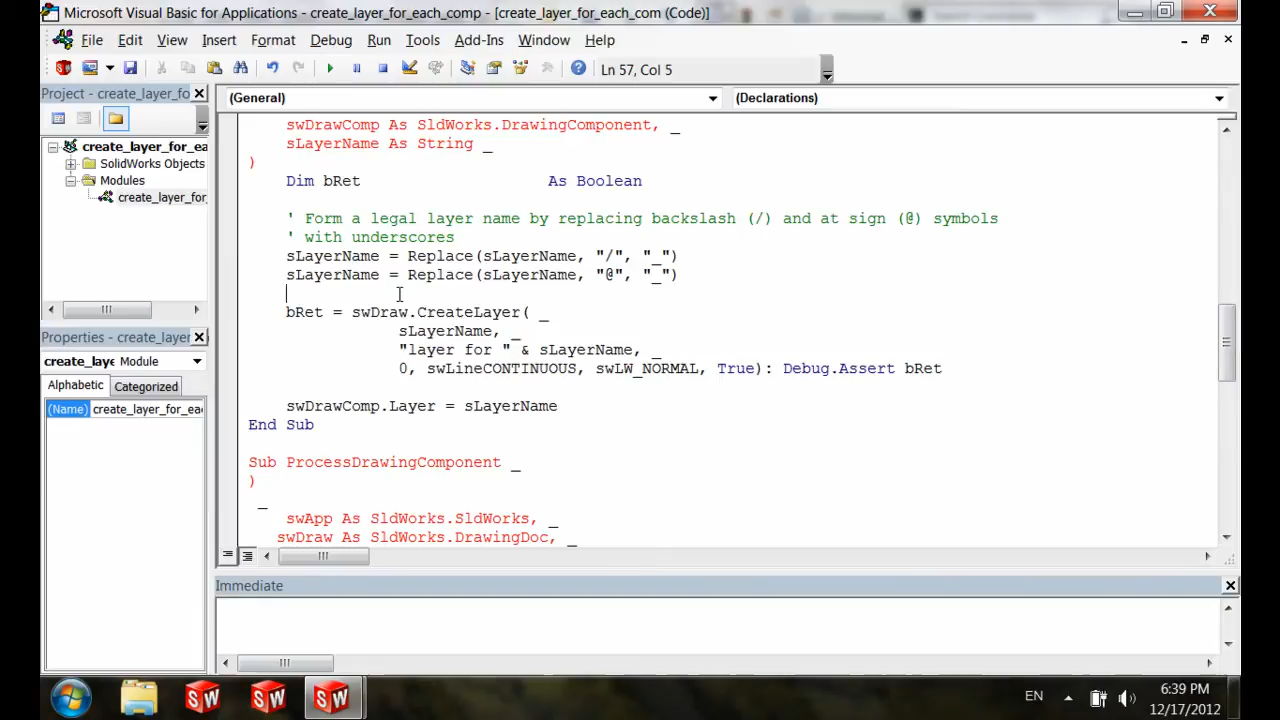 Microsoft Visual Basic for Applications - create_layer_for_each_comp - [create_layer_for_each_com (Code)]
File Edit View Insert Format Debug Run Tools Add-Ins Window Help
Ln 57, Col 5
Project - create_layer_fo
(General)
(Declarations)
create_layer_for_ea
SolidWorks Objects
Modules
create_layer_for_
swDrawComp As SldWorks.DrawingComponent, _
sLayerName As String _
)
Dim bRet As Boolean
' Form a legal layer name by replacing backslash (/) and at sign (@) symbols
' with underscores
sLayerName = Replace(sLayerName, "/", "_")
sLayerName = Replace(sLayerName, "@", "_")
bRet = swDraw.CreateLayer( _
sLayerName, _
"layer for " & sLayerName, _
0, swLineCONTINUOUS, swLW_NORMAL, True): Debug.Assert bRet
swDrawComp.Layer = sLayerName
End Sub
Sub ProcessDrawingComponent _
)
_
swApp As SldWorks.SldWorks, _
swDraw As SldWorks.DrawingDoc, _
Properties - create_layer
create_laye Module
Alphabetic Categorized
(Name) create_layer_for_ea
Immediate
SW SW SW
EN
6:39 PM
12/17/2012